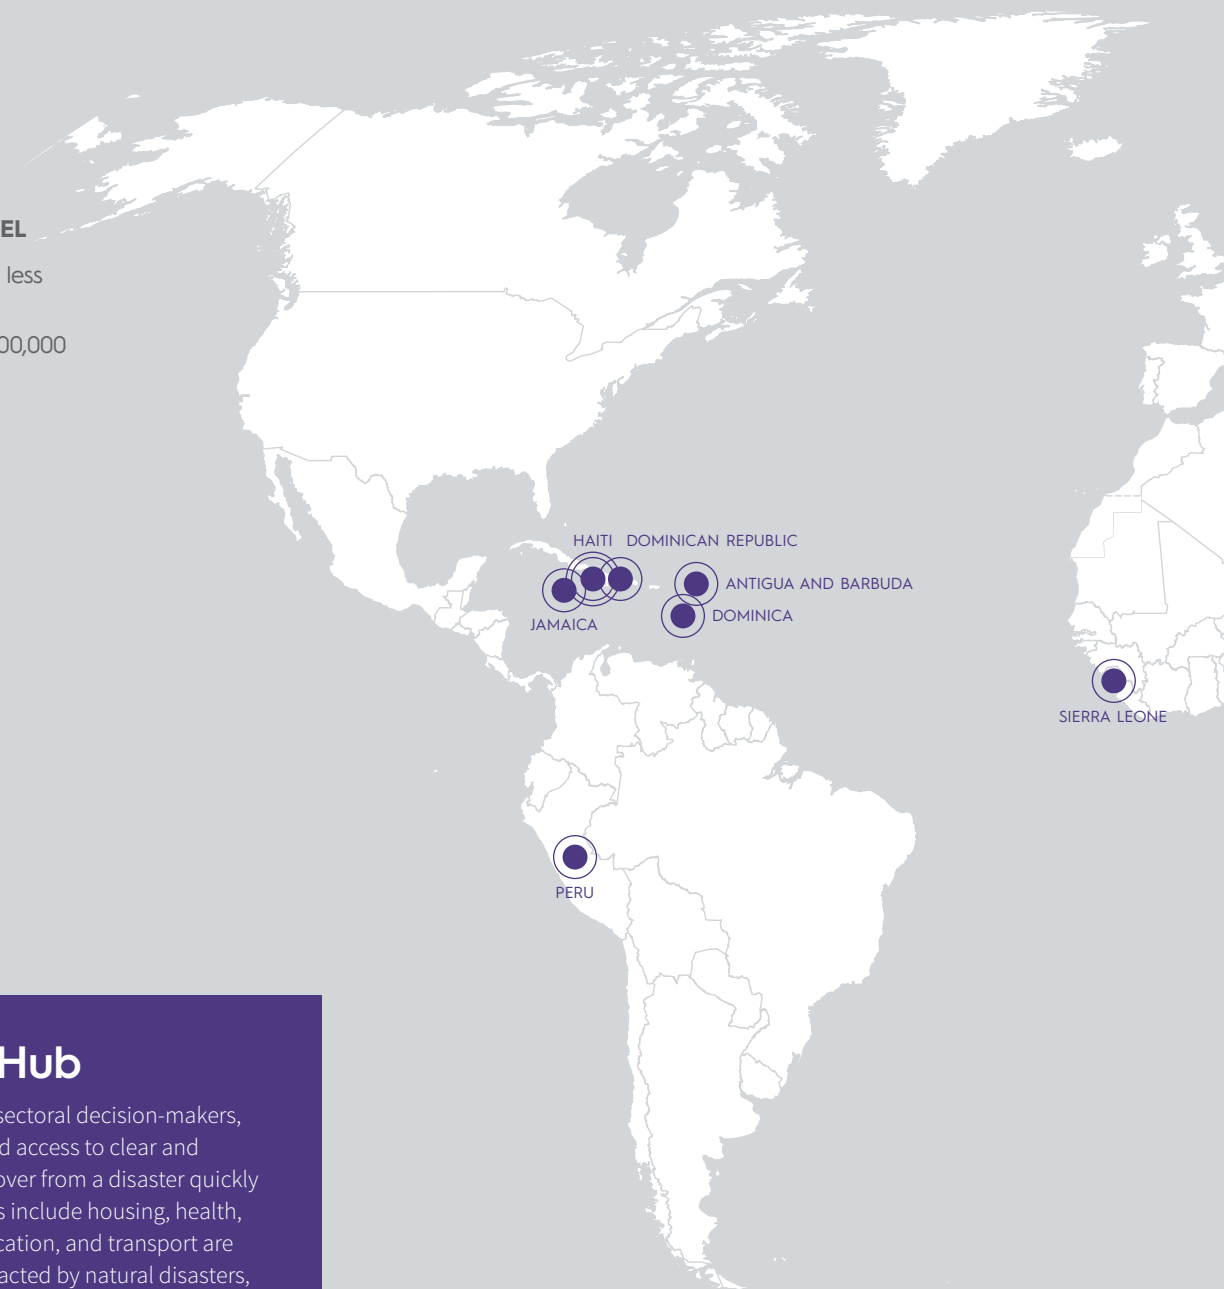 EL
less
00,000
HAITI DOMINICAN REPUBLIC
ANTIGUA AND BARBUDA
DOMINICA
JAMAICA
SIERRA LEONE
PERU
Hub
sectoral decision-makers,
d access to clear and
over from a disaster quickly
s include housing, health,
cation, and transport are
acted by natural disasters,